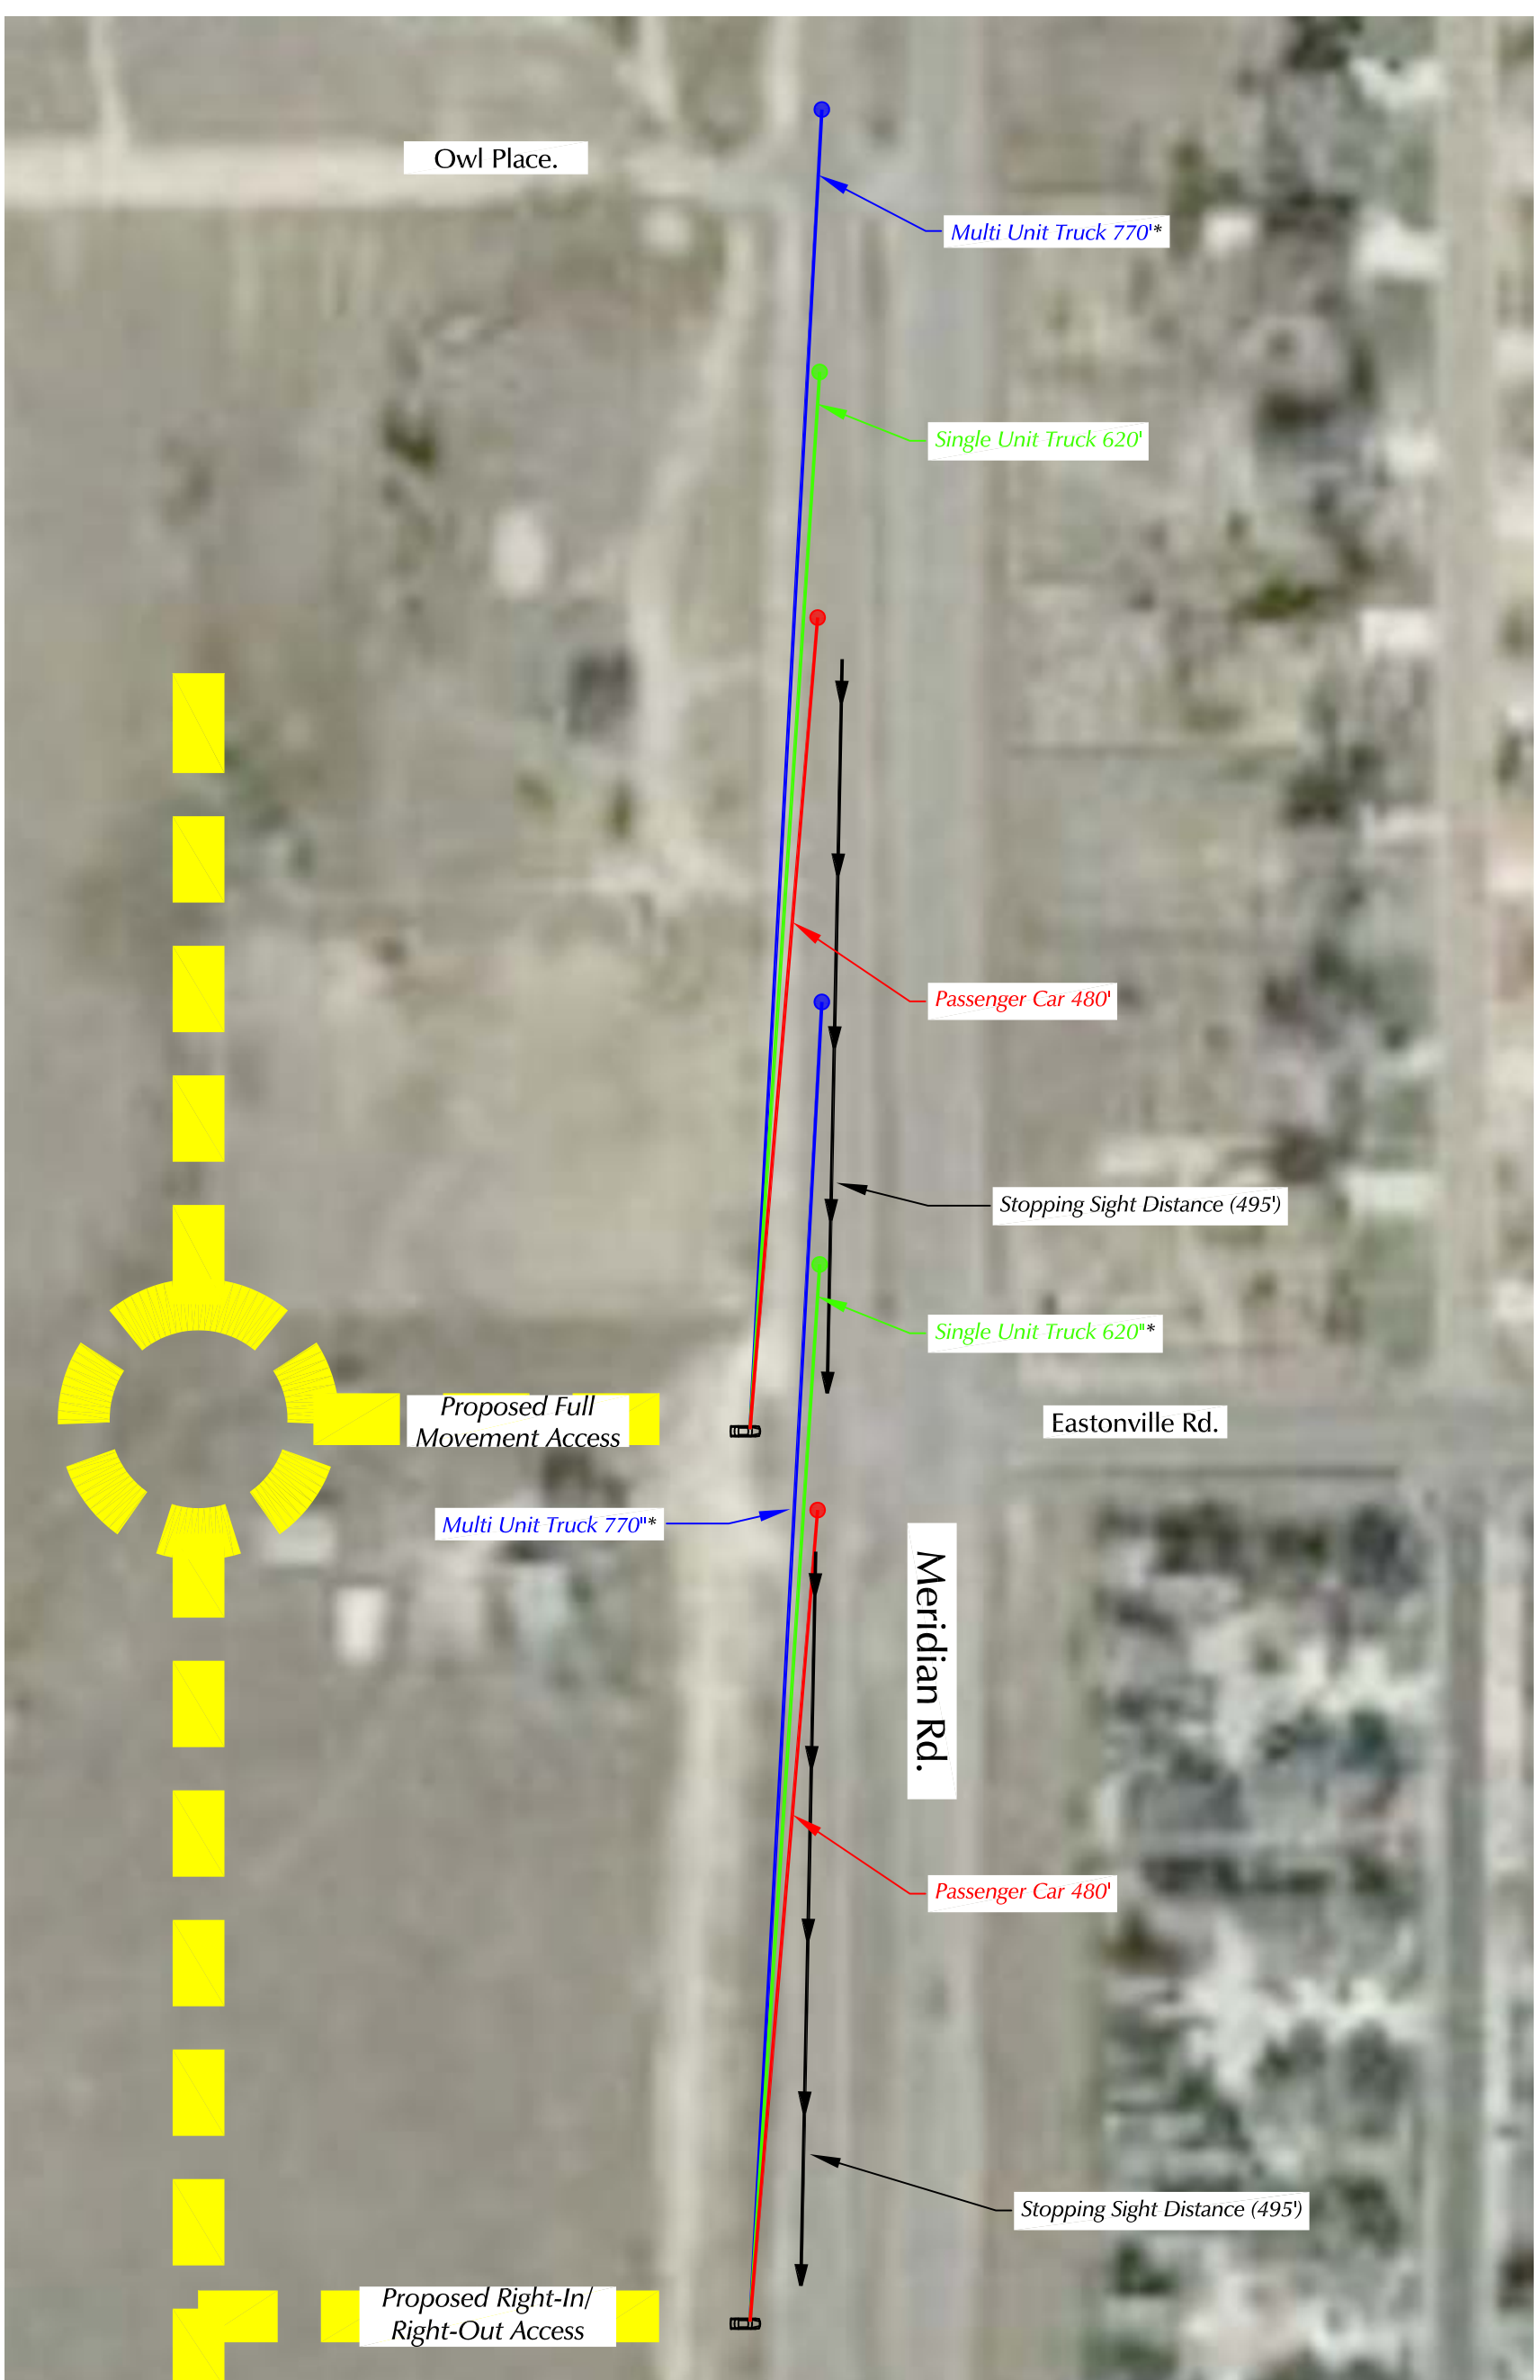 Owl Place.
Multi Unit Truck 770'*
Single Unit Truck 620'
Passenger Car 480'
Stopping Sight Distance (495')
Single Unit Truck 620"*
Proposed Full
Movement Access
Eastonville Rd.
Multi Unit Truck 770"*
Meridian Rd.
Passenger Car 480'
Stopping Sight Distance (495')
Proposed Right-In/
Right-Out Access